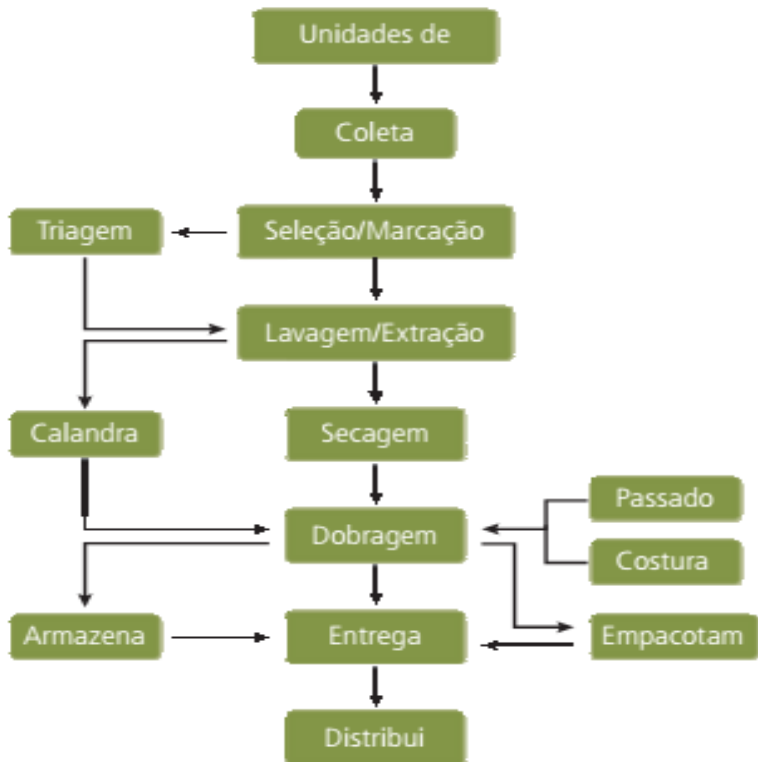 Unidades de
Coleta
Triagem
Seleção/Marcação
Lavagem/Extração
Calandra
Secagem
Passado
Dobragem
Costura
Armazena
Entrega
Empacotam
Distribui